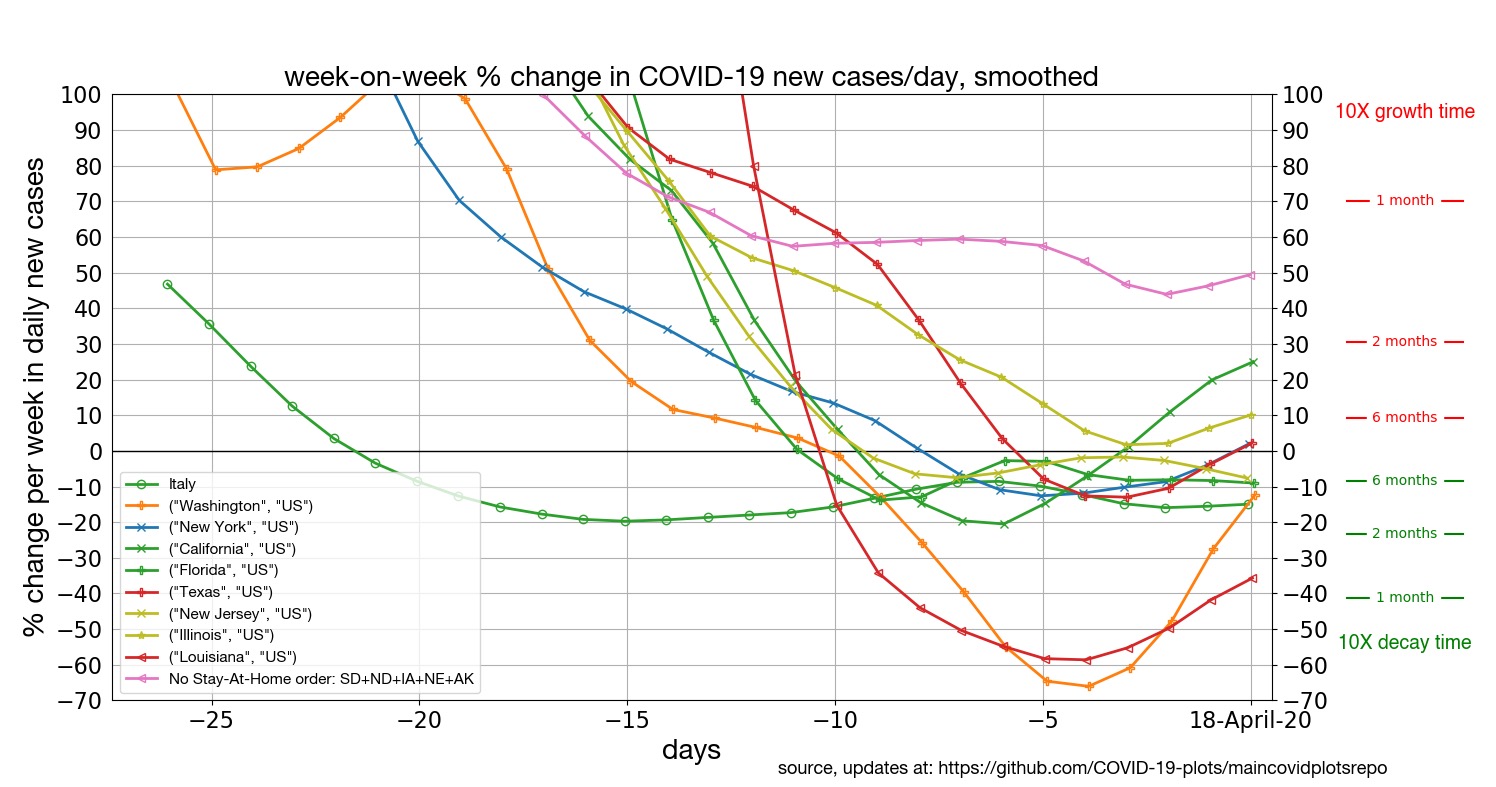 week-on-week % change in COVID-19 new cases/day, smoothed
% change per week in daily new cases
100
90
80
70
60
50
40
30
20
10
0
−10
−20
−30
−40
−50
−60
−70
Italy
("Washington", "US")
("New York", "US")
("California", "US")
("Florida", "US")
("Texas", "US")
("New Jersey", "US")
("Illinois", "US")
("Louisiana", "US")
No Stay-At-Home order: SD+ND+IA+NE+AK
−25
−20
−15
−10
−5
18-April-20
days
100
90
80
70
60
50
40
30
20
10
0
−10
−20
−30
−40
−50
−60
−70
10X growth time
1 month
2 months
6 months
6 months
2 months
1 month
10X decay time
source, updates at: https://github.com/COVID-19-plots/maincovidplotsrepo